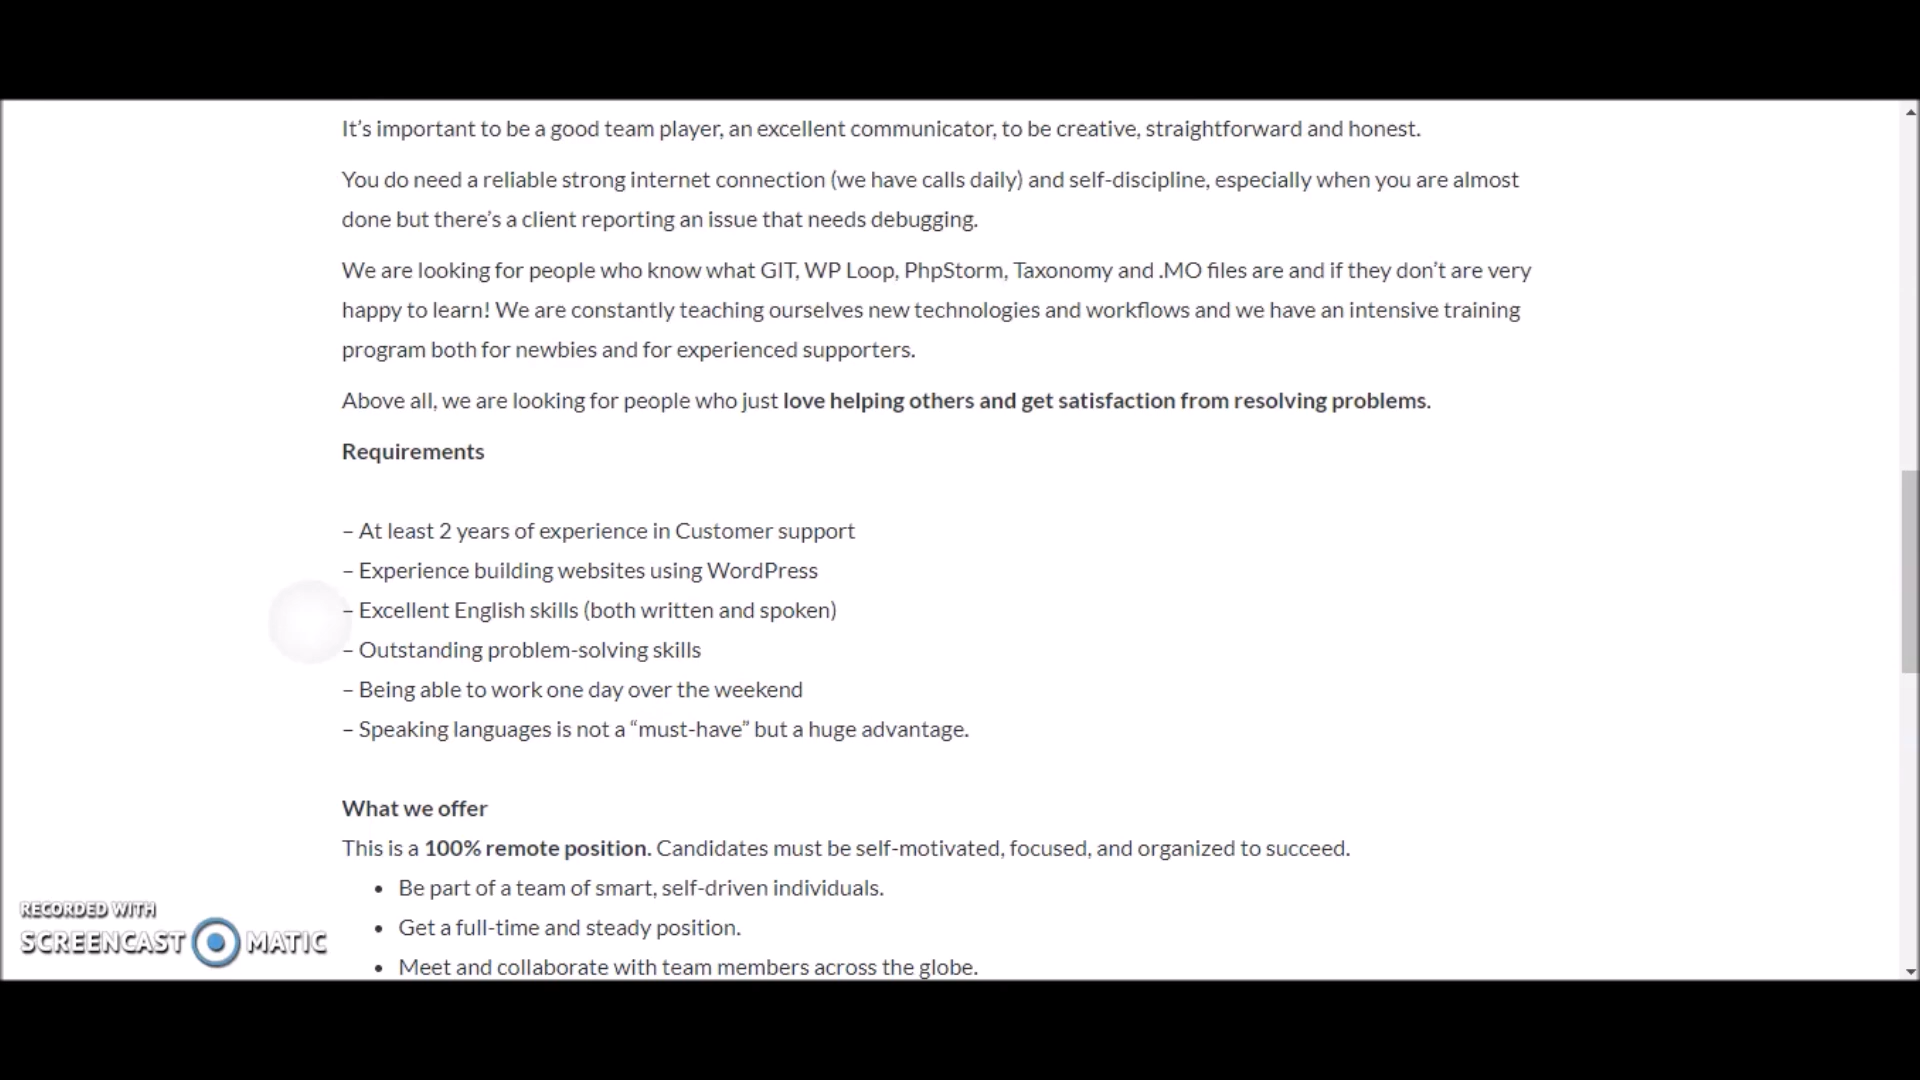 It’s important to be a good team player, an excellent communicator, to be creative, straightforward and honest.
You do need a reliable strong internet connection (we have calls daily) and self-discipline, especially when you are almost
done but there’s a client reporting an issue that needs debugging.
We are looking for people who know what GIT, WP Loop, PhpStorm, Taxonomy and .MO files are and if they don’t are very
happy to learn! We are constantly teaching ourselves new technologies and workflows and we have an intensive training
program both for newbies and for experienced supporters.
Above all, we are looking for people who just love helping others and get satisfaction from resolving problems.
Requirements
– At least 2 years of experience in Customer support
– Experience building websites using WordPress
– Excellent English skills (both written and spoken)
– Outstanding problem-solving skills
– Being able to work one day over the weekend
– Speaking languages is not a “must-have” but a huge advantage.
What we offer
This is a 100% remote position. Candidates must be self-motivated, focused, and organized to succeed.
• Be part of a team of smart, self-driven individuals.
• Get a full-time and steady position.
• Meet and collaborate with team members across the globe.
RECORDED WITH
SCREENCAST MATIC